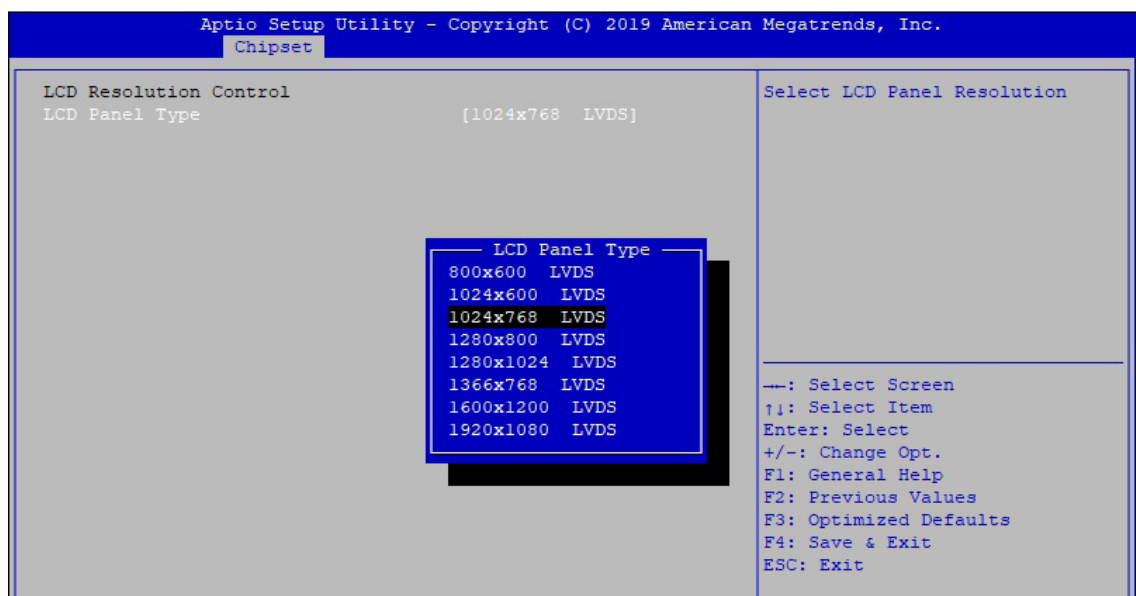 Aptio Setup Utility - Copyright (C) 2019 American Megatrends, Inc.
Chipset
LCD Resolution Control
LCD Panel Type [1024x768 LVDS]
LCD Panel Type
800x600 LVDS
1024x600 LVDS
1024x768 LVDS
1280x800 LVDS
1280x1024 LVDS
1366x768 LVDS
1600x1200 LVDS
1920x1080 LVDS
Select LCD Panel Resolution
→←: Select Screen
↑↓: Select Item
Enter: Select
+/-: Change Opt.
F1: General Help
F2: Previous Values
F3: Optimized Defaults
F4: Save & Exit
ESC: Exit